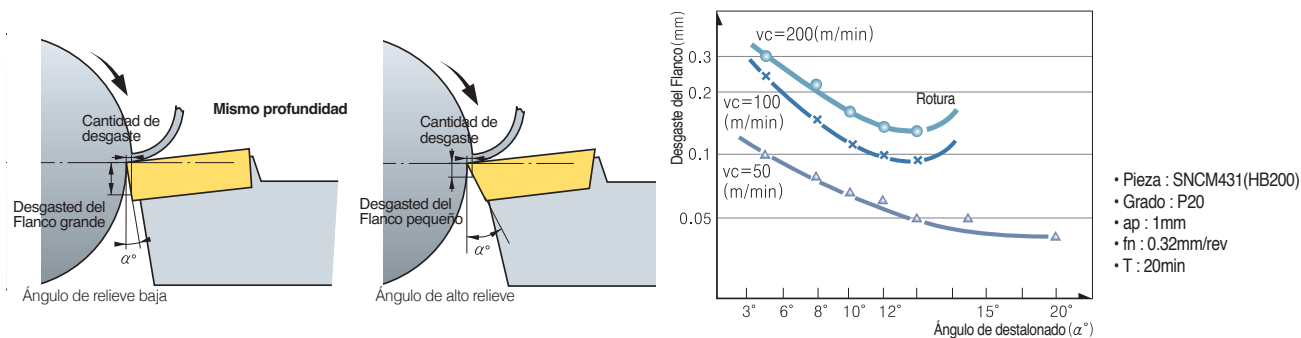 Mismo profundidad
Cantidad de
desgaste
Desgasted del
Flanco grande
α°
Ángulo de relieve baja
Cantidad de
desgaste
Desgasted del
Flanco pequeño
α°
Ángulo de alto relieve
Desgaste del Flanco(mm)
0.3
0.2
0.1
0.05
vc=200(m/min)
vc=100
(m/min)
vc=50
(m/min)
Rotura
3° 6° 8° 10° 12° 15° 20°
Ángulo de destalonado(α°)
• Pieza : SNCM431(HB200)
• Grado : P20
• ap : 1mm
• fn : 0.32mm/rev
• T : 20min